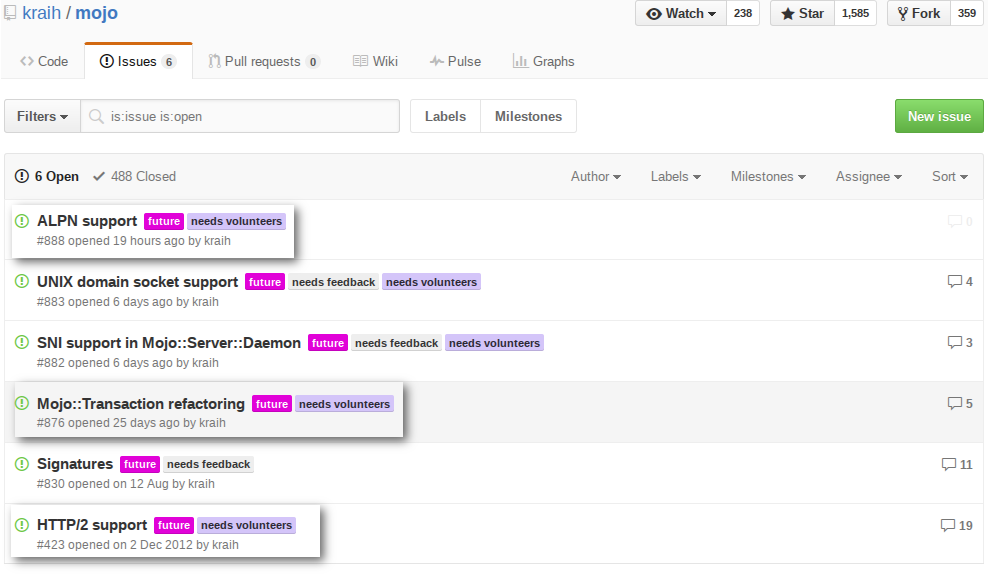 kraih / mojo Watch 238 Star 1,585 Fork 359
Code Issues 6 Pull requests 0 Wiki Pulse Graphs
Filters is:issue is:open Labels Milestones New issue
6 Open 488 Closed Author Labels Milestones Assignee Sort
ALPN support future needs volunteers 0
#888 opened 19 hours ago by kraih
UNIX domain socket support future needs feedback needs volunteers 4
#883 opened 6 days ago by kraih
SNI support in Mojo::Server::Daemon future needs feedback needs volunteers 3
#882 opened 6 days ago by kraih
Mojo::Transaction refactoring future needs volunteers 5
#876 opened 25 days ago by kraih
Signatures future needs feedback 11
#830 opened on 12 Aug by kraih
HTTP/2 support future needs volunteers 19
#423 opened on 2 Dec 2012 by kraih